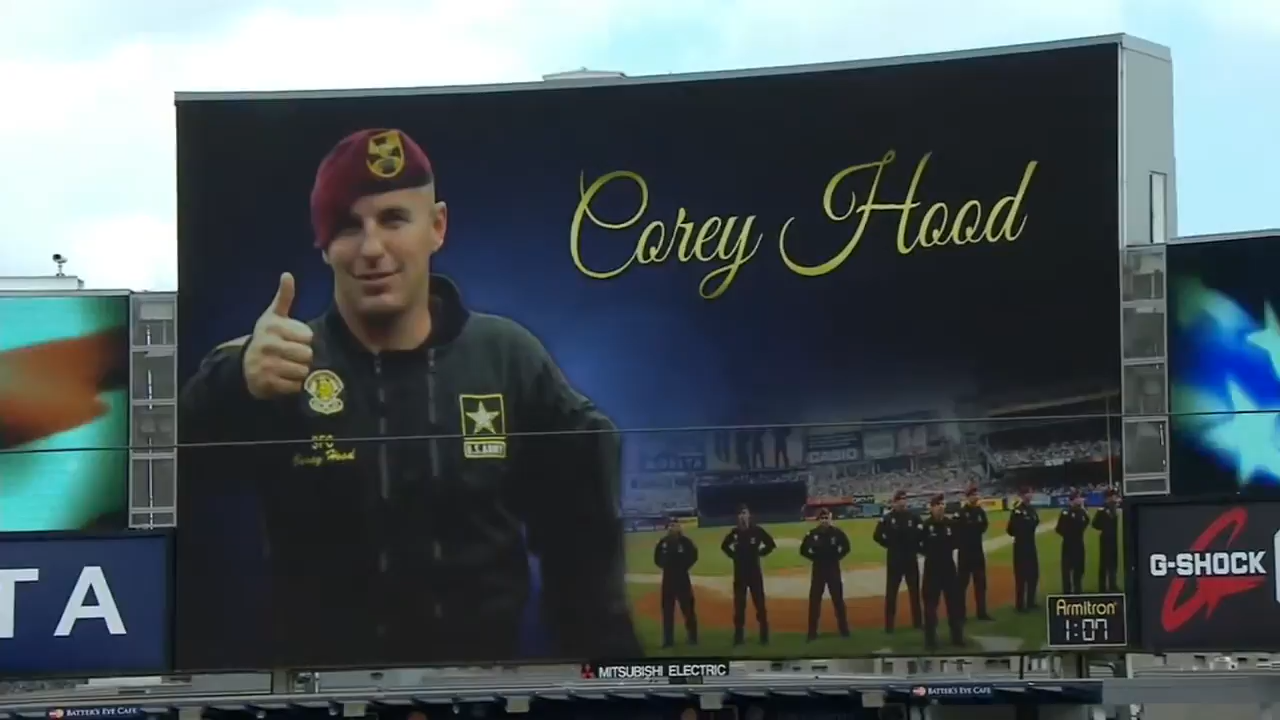 Corey Hood
U.S. ARMY
SFC
Corey Hood
TA
G-SHOCK
Armitron
1:07
MITSUBISHI ELECTRIC
BATTER'S EYE CAFE
BATTER'S EYE CAFE
CASIO